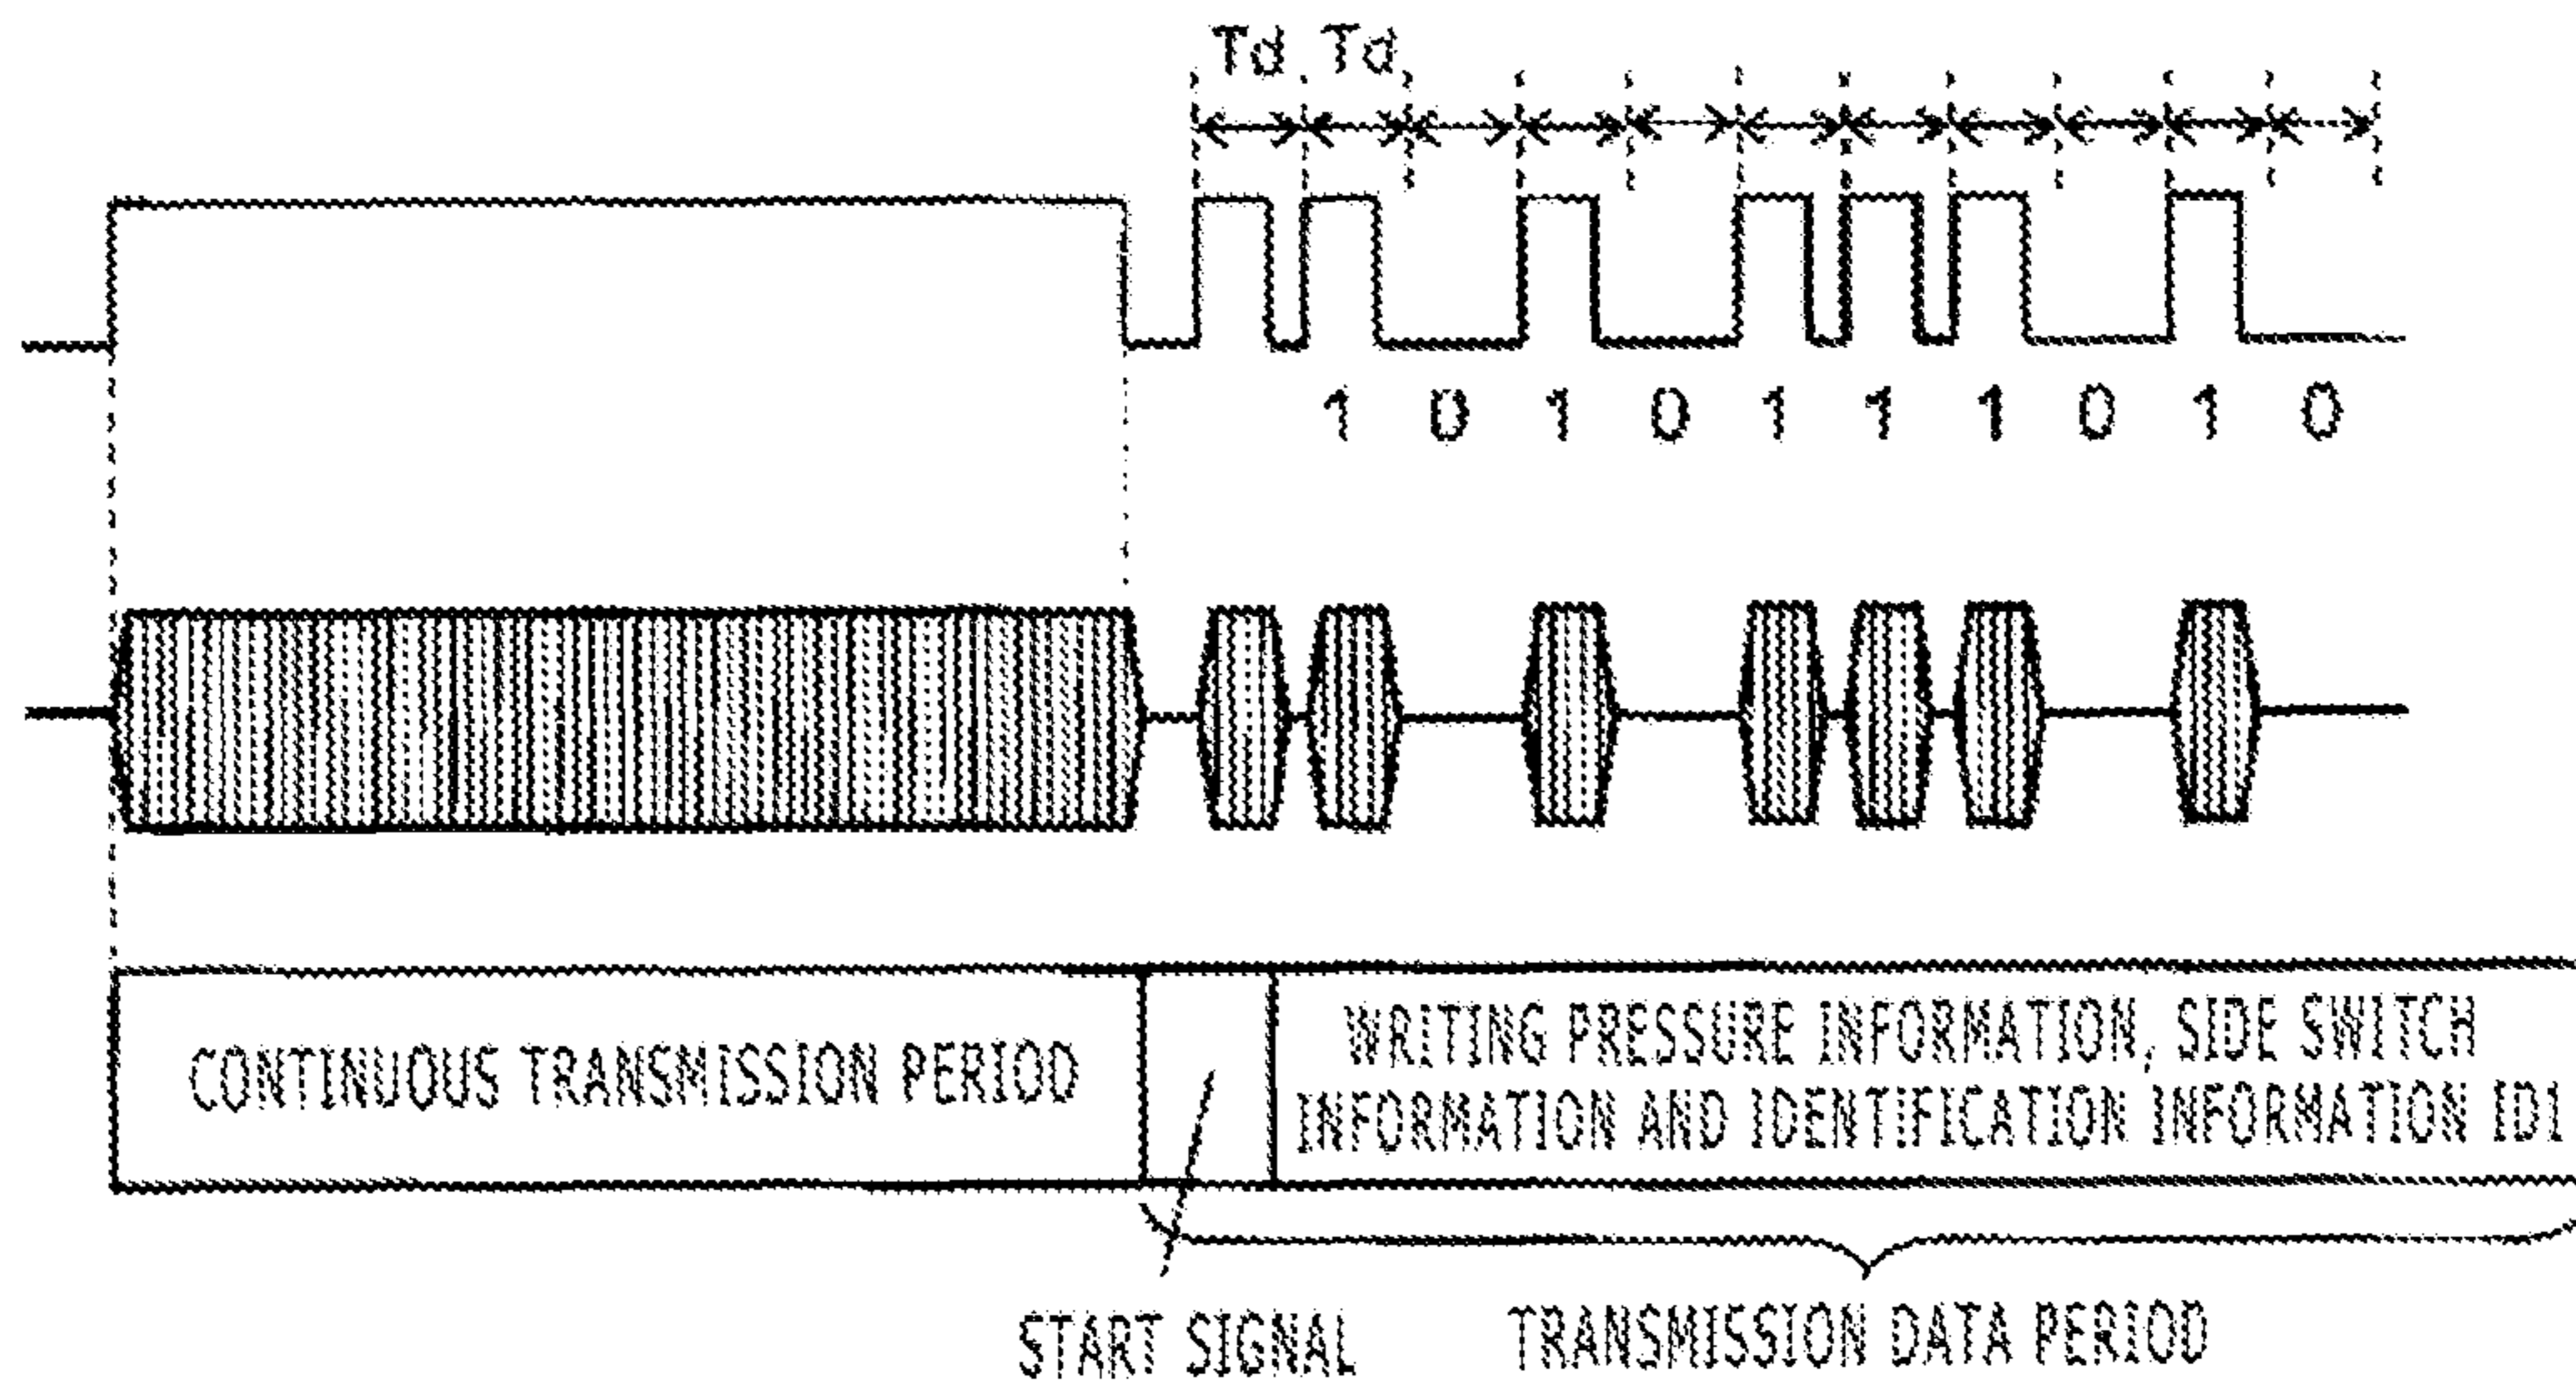 Td Td
1 0 1 0 1 1 1 0 1 0
CONTINUOUS TRANSMISSION PERIOD
WRITING PRESSURE INFORMATION, SIDE SWITCH
INFORMATION AND IDENTIFICATION INFORMATION ID1
START SIGNAL
TRANSMISSION DATA PERIOD